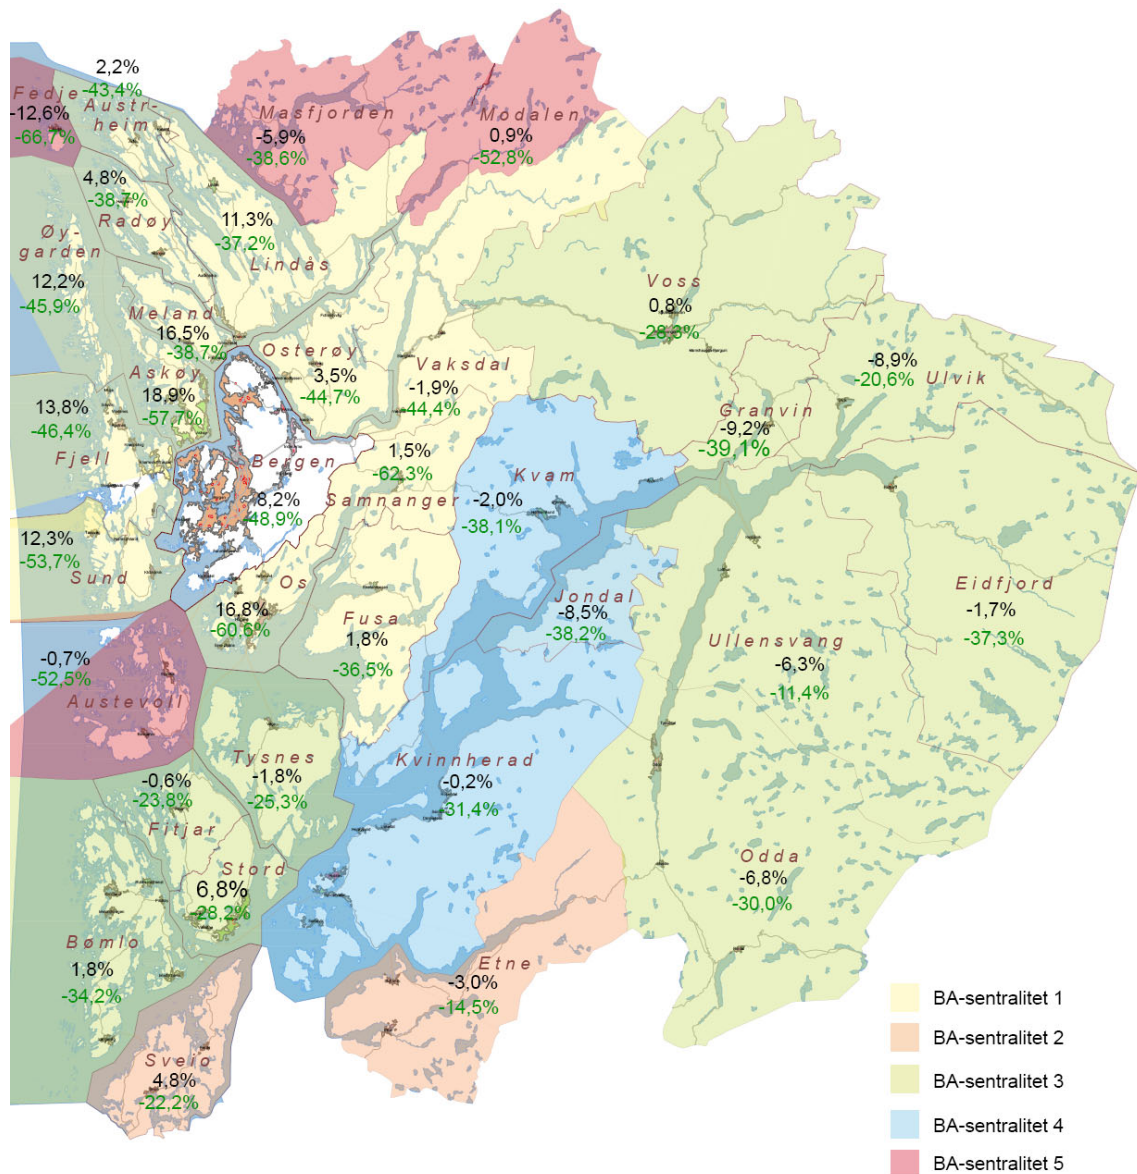 2,2%
-43,4%
Fedje
-12,6%
-66,7%
Austr-
heim
Masfjorden
-5,9%
-38,6%
Modalen
0,9%
-52,8%
4,8%
-38,7%
Radøy
11,3%
-37,2%
Lindås
Øy-
garden
12,2%
-45,9%
Meland
16,5%
-38,7%
Osterøy
3,5%
-44,7%
Vaksdal
-1,9%
-44,4%
Voss
0,8%
-28,3%
-8,9%
-20,6%
Ulvik
Askøy
18,9%
-57,7%
13,8%
-46,4%
Fjell
Granvin
-9,2%
-39,1%
Bergen
8,2%
-48,9%
1,5%
-62,3%
Samnanger
Kvam
-2,0%
-38,1%
12,3%
-53,7%
Sund
Os
16,8%
-60,6%
Fusa
1,8%
-36,5%
Jondal
-8,5%
-38,2%
Eidfjord
-1,7%
-37,3%
Ullensvang
-6,3%
-11,4%
-0,7%
-52,5%
Austevoll
Tysnes
-1,8%
-25,3%
-0,6%
-23,8%
Fitjar
Kvinnherad
-0,2%
-31,4%
Stord
6,8%
-28,2%
Odda
-6,8%
-30,0%
Bømlo
1,8%
-34,2%
Etne
-3,0%
-14,5%
Sveio
4,8%
-22,2%
BA-sentralitet 1
BA-sentralitet 2
BA-sentralitet 3
BA-sentralitet 4
BA-sentralitet 5